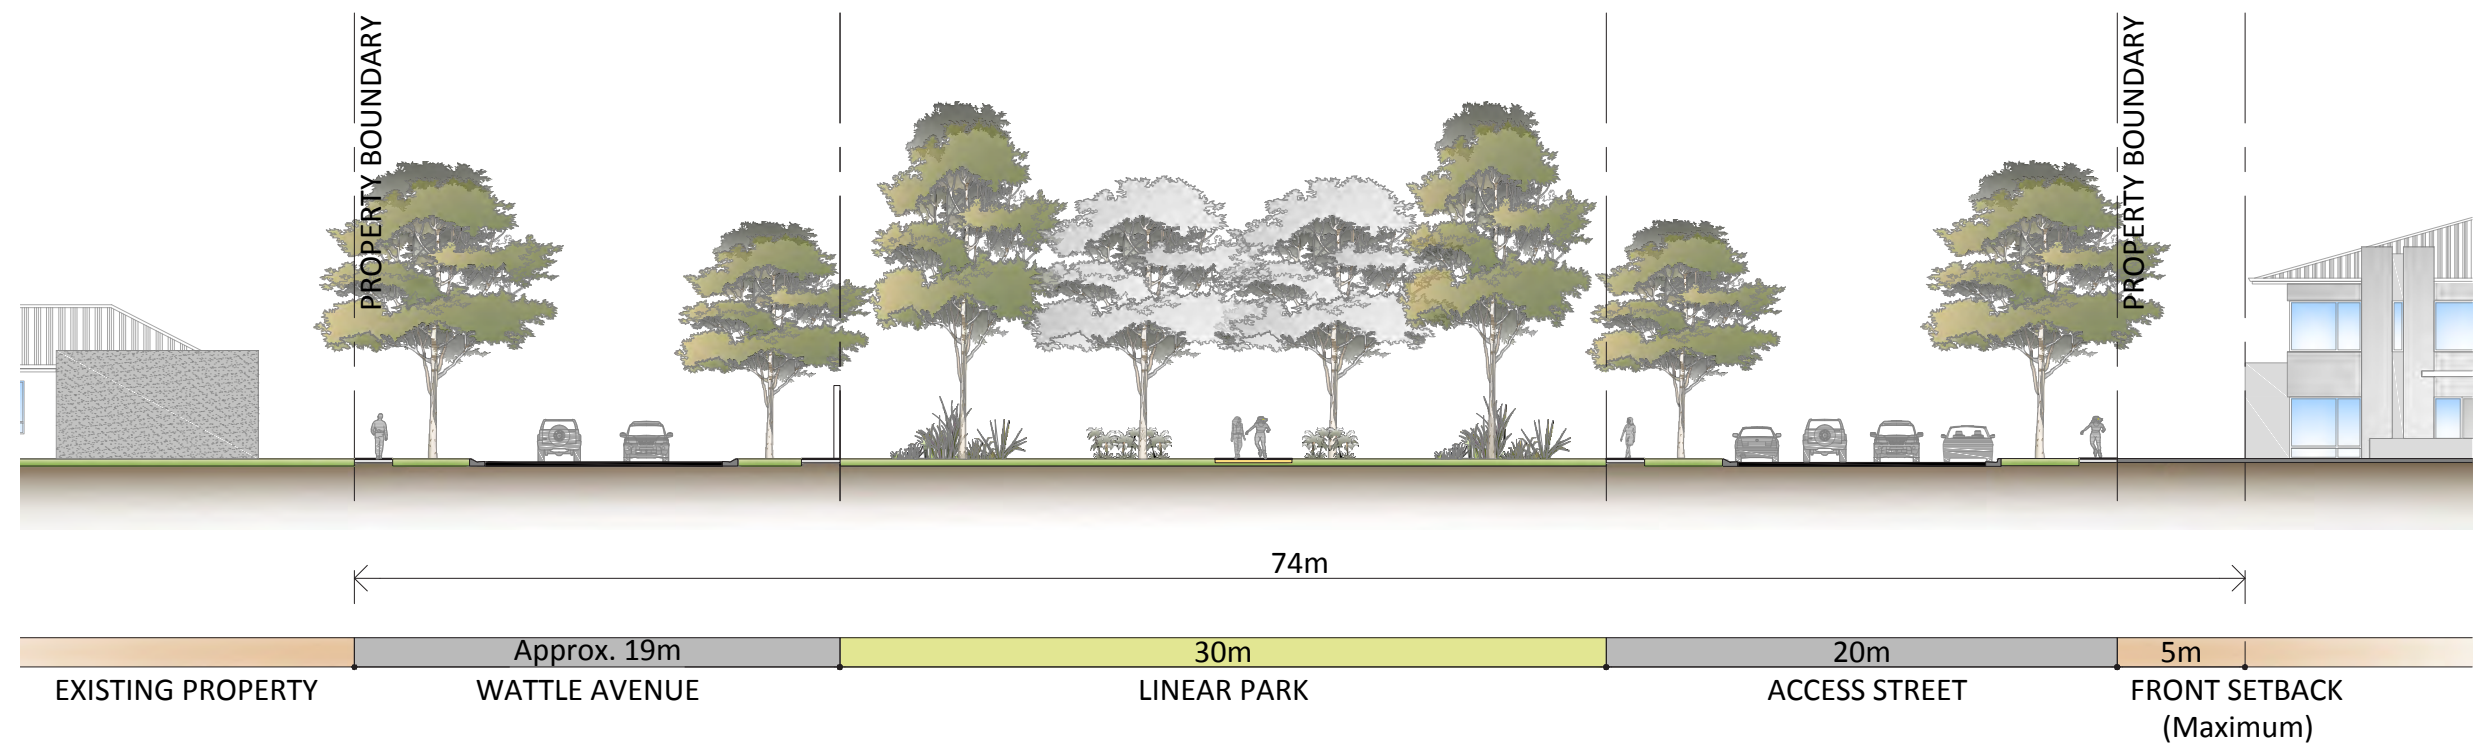 PROPERTY BOUNDARY
PROPERTY BOUNDARY
74m
Approx. 19m
30m
20m
5m
EXISTING PROPERTY
WATTLE AVENUE
LINEAR PARK
ACCESS STREET
FRONT SETBACK
(Maximum)